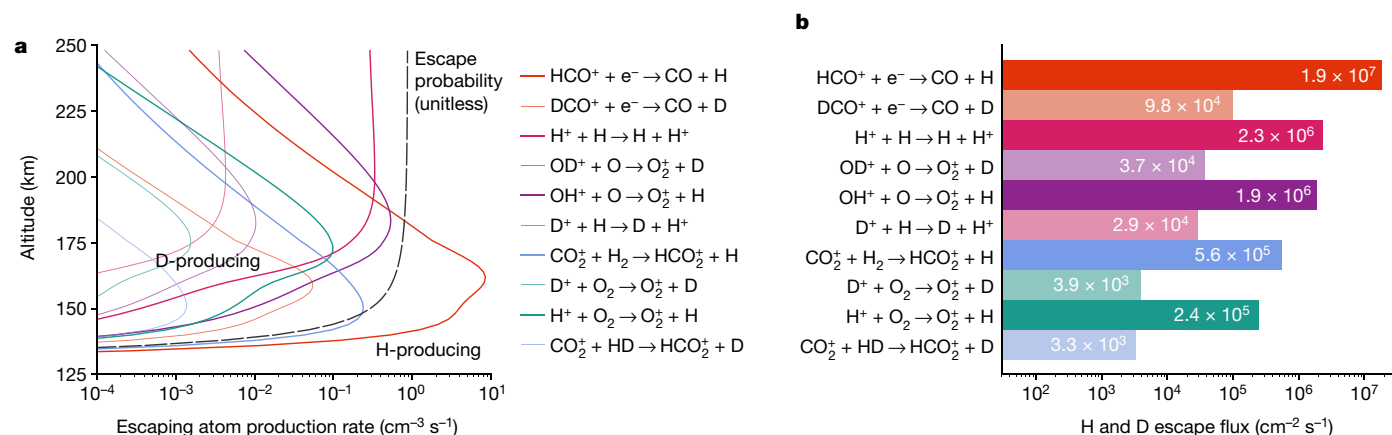 a
250
225
200
175
150
125
Altitude (km)
10⁻⁴
10⁻³
10⁻²
10⁻¹
10⁰
10¹
Escaping atom production rate (cm⁻³ s⁻¹)
Escape
probability
(unitless)
D-producing
H-producing
HCO⁺ + e⁻ → CO + H
DCO⁺ + e⁻ → CO + D
H⁺ + H → H + H⁺
OD⁺ + O → O₂⁺ + D
OH⁺ + O → O₂⁺ + H
D⁺ + H → D + H⁺
CO₂⁺ + H₂ → HCO₂⁺ + H
D⁺ + O₂ → O₂⁺ + D
H⁺ + O₂ → O₂⁺ + H
CO₂⁺ + HD → HCO₂⁺ + D
b
HCO⁺ + e⁻ → CO + H 1.9 × 10⁷
DCO⁺ + e⁻ → CO + D 9.8 × 10⁴
H⁺ + H → H + H⁺ 2.3 × 10⁶
OD⁺ + O → O₂⁺ + D 3.7 × 10⁴
OH⁺ + O → O₂⁺ + H 1.9 × 10⁶
D⁺ + H → D + H⁺ 2.9 × 10⁴
CO₂⁺ + H₂ → HCO₂⁺ + H 5.6 × 10⁵
D⁺ + O₂ → O₂⁺ + D 3.9 × 10³
H⁺ + O₂ → O₂⁺ + H 2.4 × 10⁵
CO₂⁺ + HD → HCO₂⁺ + D 3.3 × 10³
10²
10³
10⁴
10⁵
10⁶
10⁷
H and D escape flux (cm⁻² s⁻¹)